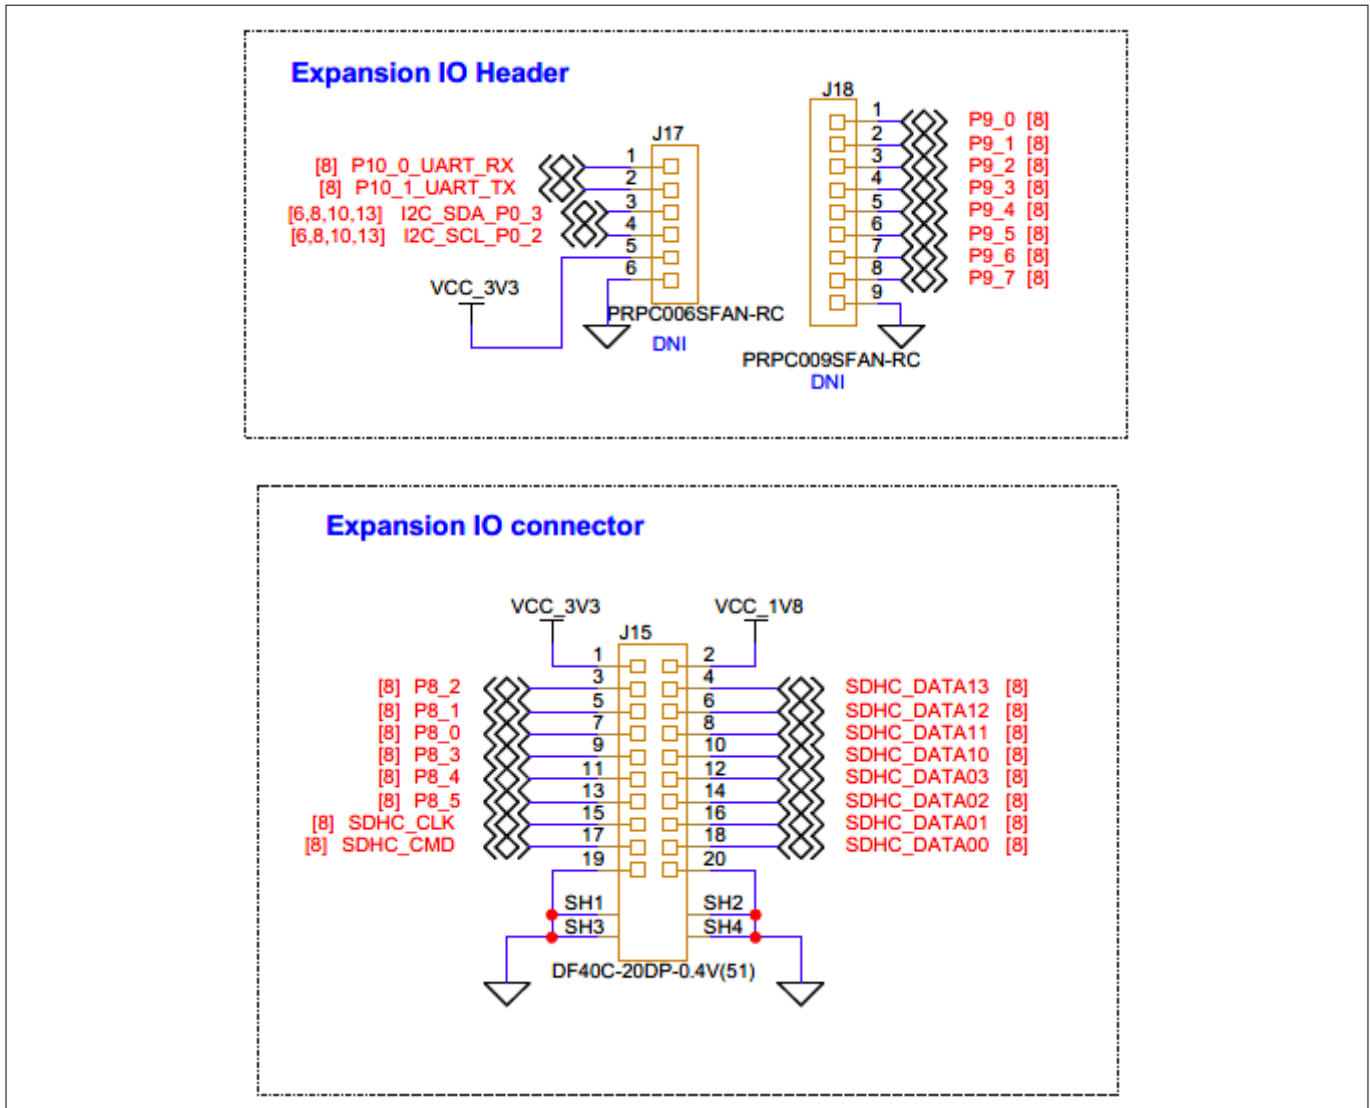 Expansion IO Header
J17
[8] P10_0_UART_RX 1
[8] P10_1_UART_TX 2
[6,8,10,13] I2C_SDA_P0_3 3
[6,8,10,13] I2C_SCL_P0_2 4
5
6
VCC_3V3
PRPC006SFAN-RC
DNI
J18
1 P9_0 [8]
2 P9_1 [8]
3 P9_2 [8]
4 P9_3 [8]
5 P9_4 [8]
6 P9_5 [8]
7 P9_6 [8]
8 P9_7 [8]
9
PRPC009SFAN-RC
DNI
Expansion IO connector
VCC_3V3 VCC_1V8
J15
1 2
[8] P8_2 3 4 SDHC_DATA13 [8]
[8] P8_1 5 6 SDHC_DATA12 [8]
[8] P8_0 7 8 SDHC_DATA11 [8]
[8] P8_3 9 10 SDHC_DATA10 [8]
[8] P8_4 11 12 SDHC_DATA03 [8]
[8] P8_5 13 14 SDHC_DATA02 [8]
[8] SDHC_CLK 15 16 SDHC_DATA01 [8]
[8] SDHC_CMD 17 18 SDHC_DATA00 [8]
19 20
SH1 SH2
SH3 SH4
DF40C-20DP-0.4V(51)